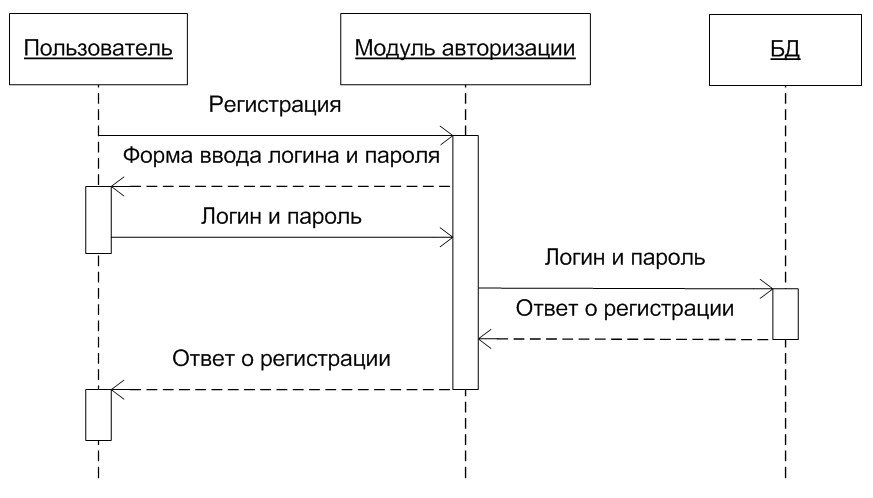 Пользователь
Модуль авторизации
БД
Регистрация
Форма ввода логина и пароля
Логин и пароль
Логин и пароль
Ответ о регистрации
Ответ о регистрации